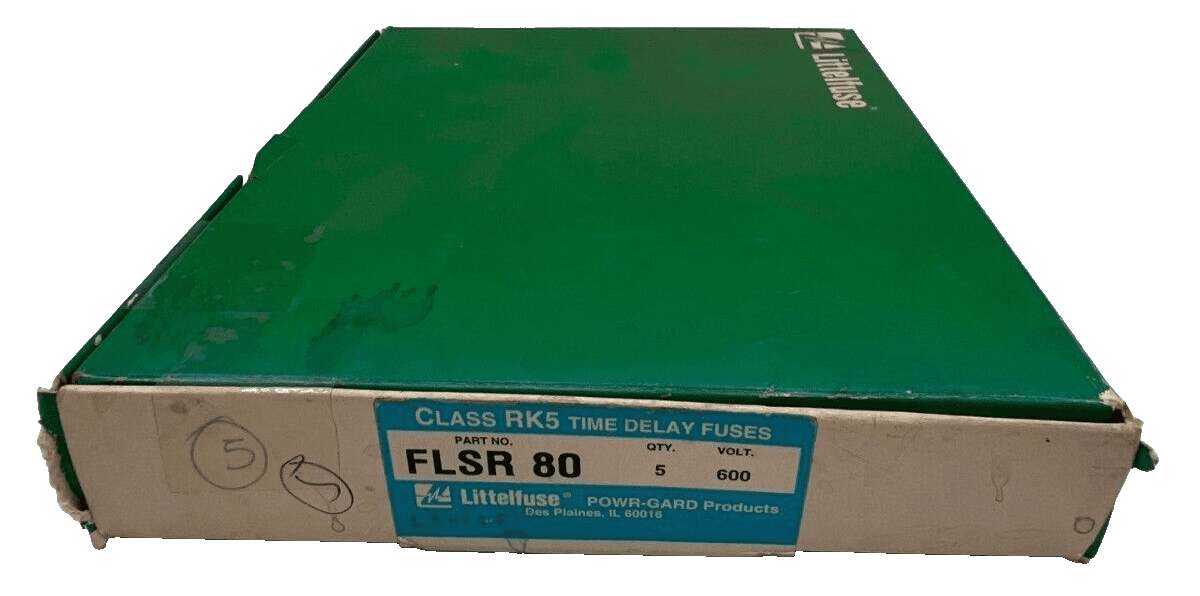 Littelfuse®
CLASS RK5 TIME DELAY FUSES
PART NO. QTY. VOLT.
FLSR 80 5 600
Littelfuse® POWR-GARD Products
Des Plaines, IL 60016
5
5